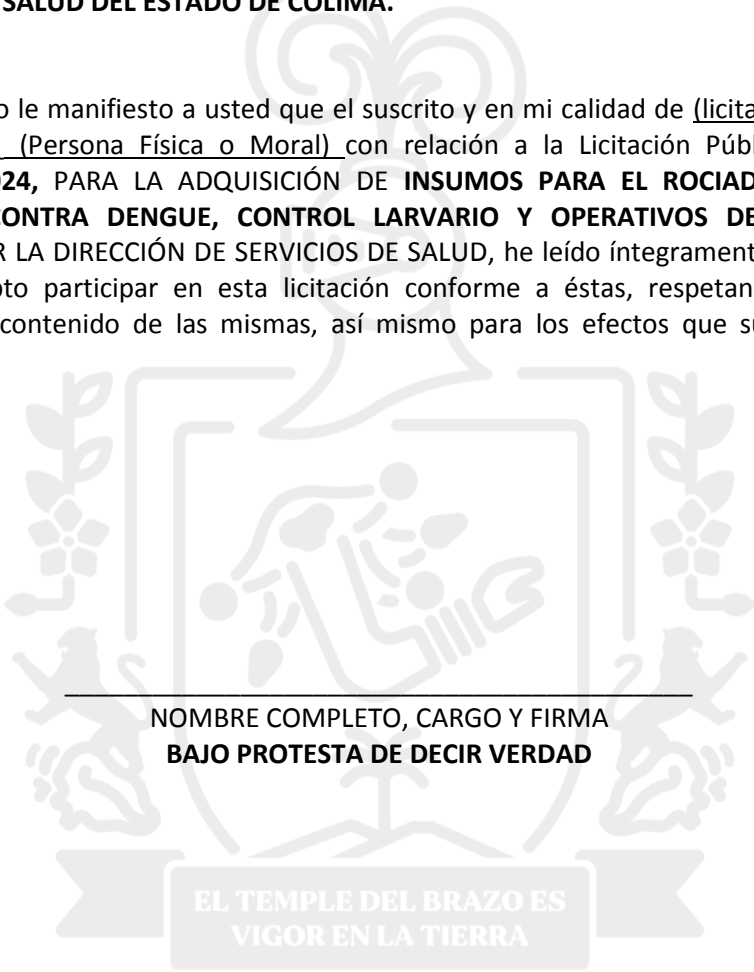 SALUD DEL ESTADO DE COLIMA.
o le manifiesto a usted que el suscrito y en mi calidad de (licita
(Persona Física o Moral) con relación a la Licitación Públ
024, PARA LA ADQUISICIÓN DE INSUMOS PARA EL ROCIAD
CONTRA DENGUE, CONTROL LARVARIO Y OPERATIVOS DE
R LA DIRECCIÓN DE SERVICIOS DE SALUD, he leído íntegrament
pto participar en esta licitación conforme a éstas, respetan
contenido de las mismas, así mismo para los efectos que su
NOMBRE COMPLETO, CARGO Y FIRMA
BAJO PROTESTA DE DECIR VERDAD
EL TEMPLE DEL BRAZO ES
VIGOR EN LA TIERRA